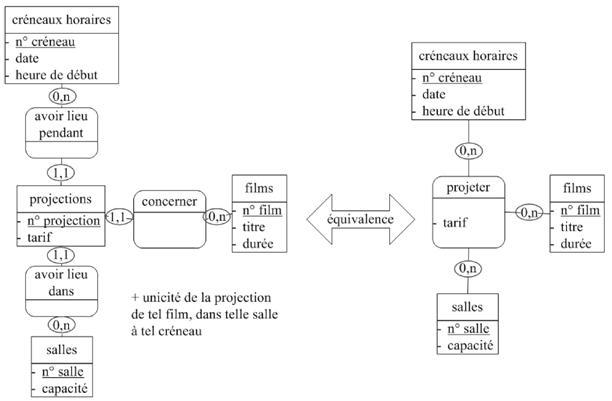 créneaux horaires
- n° créneau
- date
- heure de début
0,n
avoir lieu
pendant
1,1
projections
- n° projection
- tarif
1,1
concerner
0,n
films
- n° film
- titre
- durée
1,1
avoir lieu
dans
0,n
salles
- n° salle
- capacité
+ unicité de la projection
de tel film, dans telle salle
à tel créneau
équivalence
créneaux horaires
- n° créneau
- date
- heure de début
0,n
projeter
- tarif
0,n
films
- n° film
- titre
- durée
0,n
salles
- n° salle
- capacité